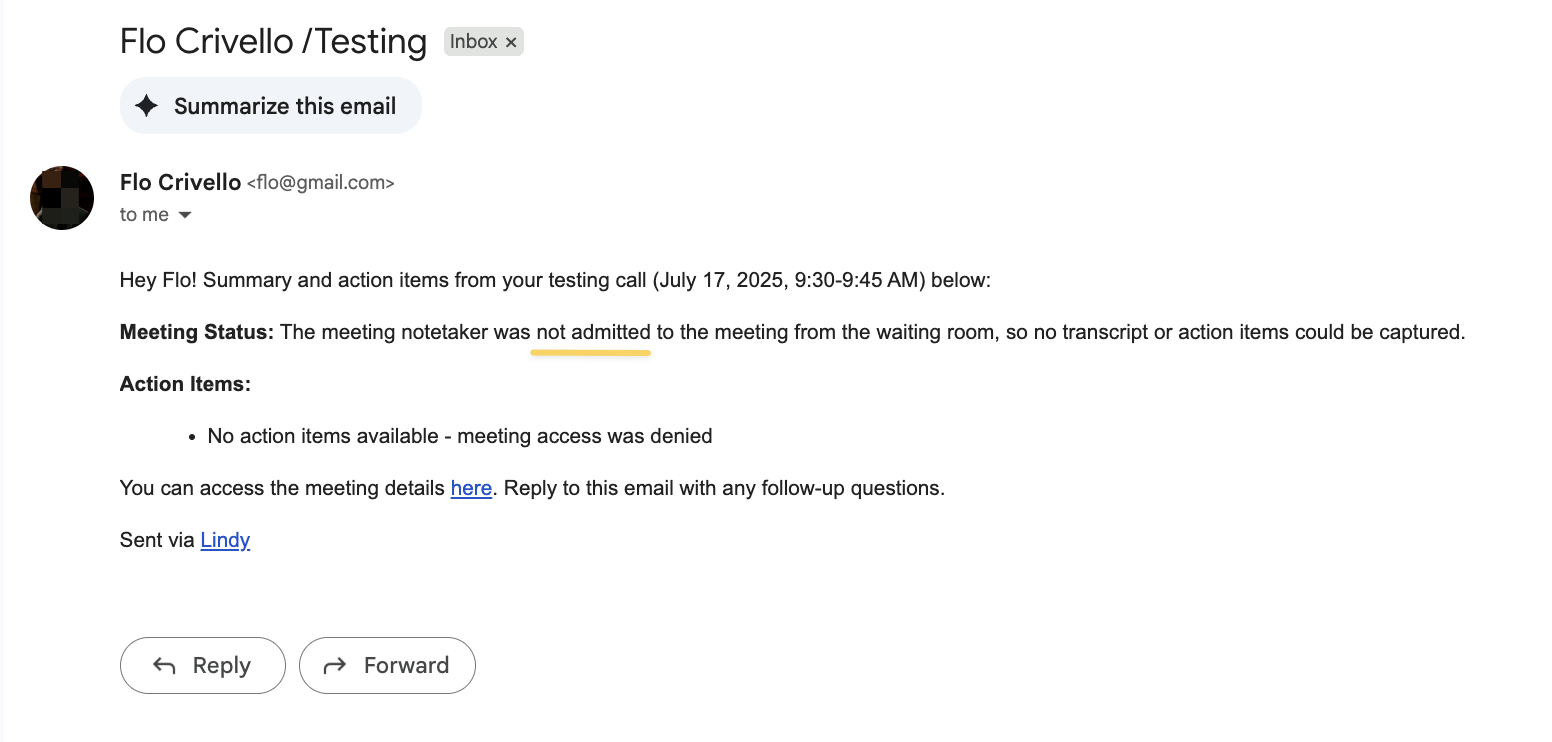 Flo Crivello /Testing Inbox ×
Summarize this email
Flo Crivello <flo@gmail.com>
to me
Hey Flo! Summary and action items from your testing call (July 17, 2025, 9:30-9:45 AM) below:
Meeting Status: The meeting notetaker was not admitted to the meeting from the waiting room, so no transcript or action items could be captured.
Action Items:
• No action items available - meeting access was denied
You can access the meeting details here. Reply to this email with any follow-up questions.
Sent via Lindy
Reply Forward